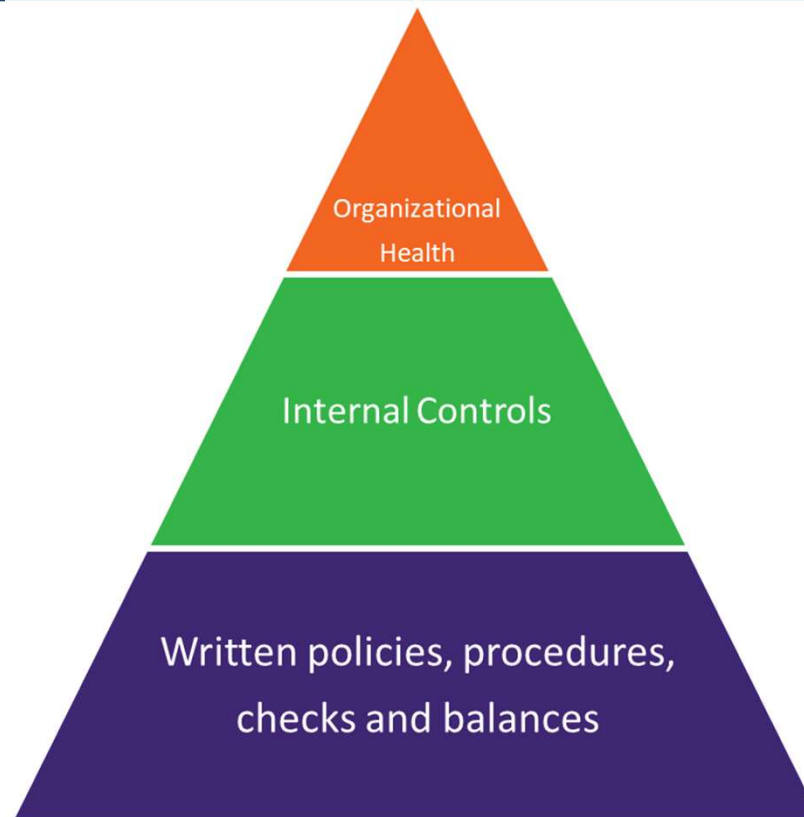 Organizational
Health
Internal Controls
Written policies, procedures,
checks and balances